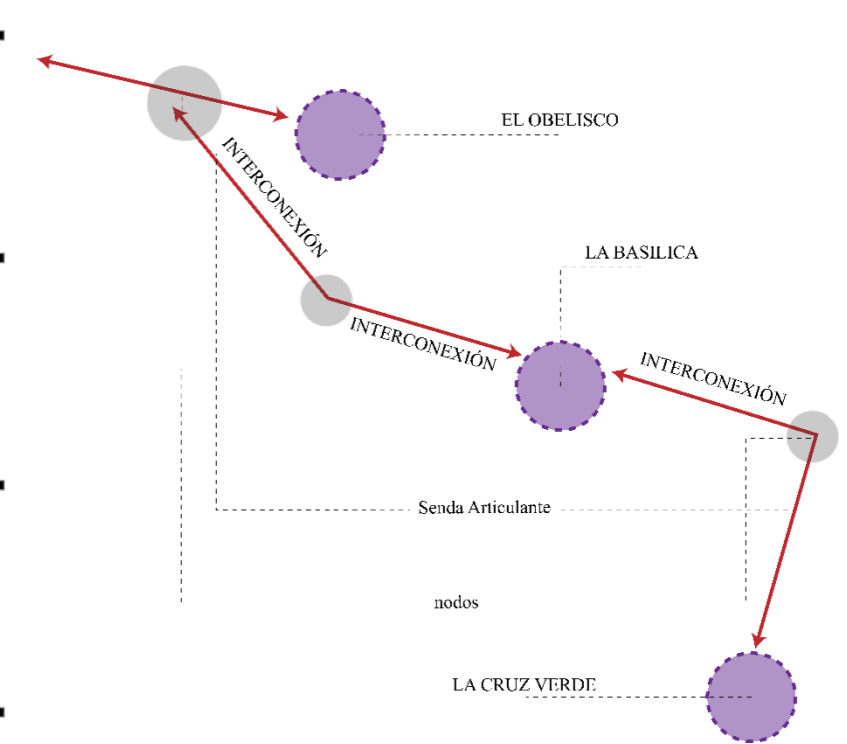 EL OBELISCO
INTERCONEXIÓN
LA BASILICA
INTERCONEXIÓN
INTERCONEXIÓN
Senda Articulante
nodos
LA CRUZ VERDE